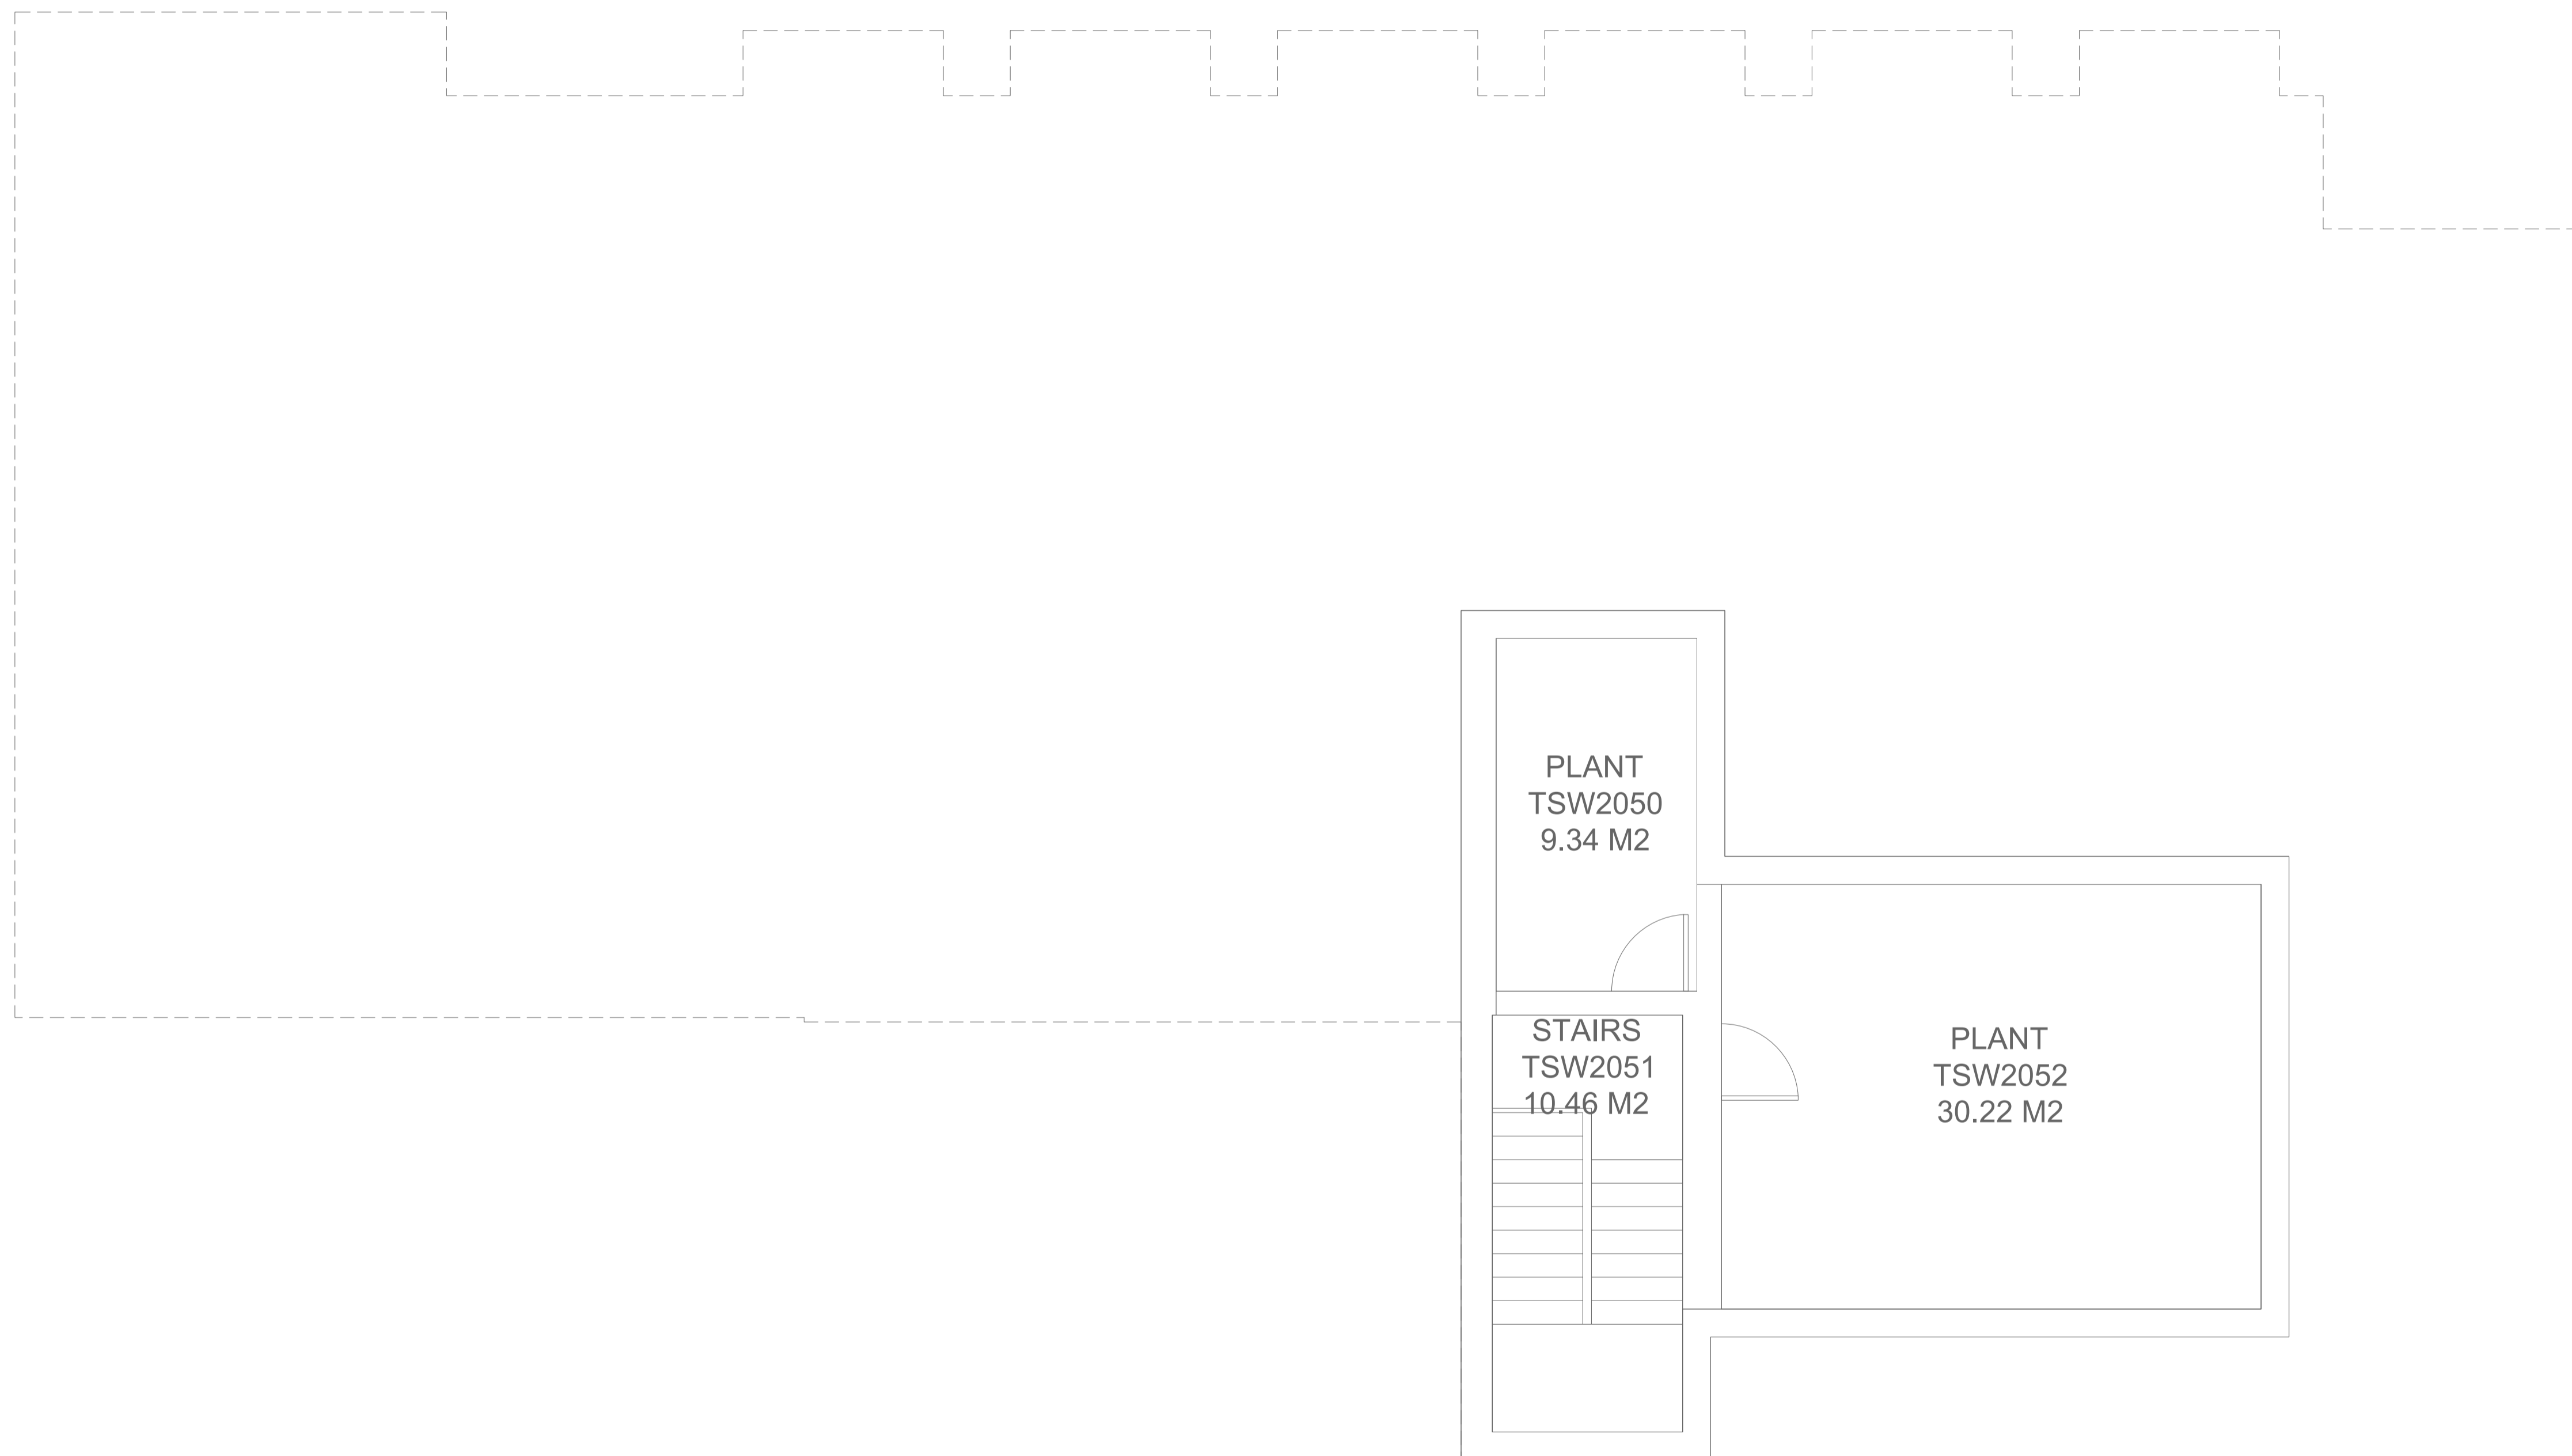 PLANT
TSW2050
9.34 M2
STAIRS
TSW2051
10.46 M2
PLANT
TSW2052
30.22 M2